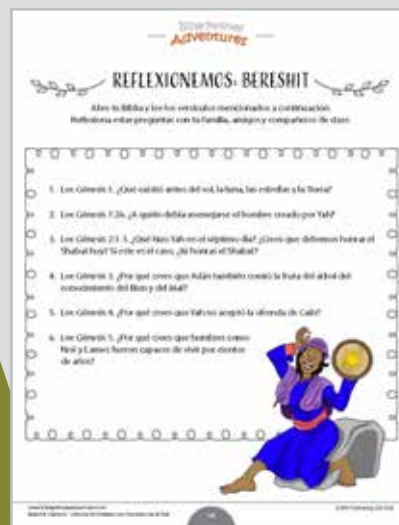 Adventures
REFLEXIONEMOS: BERESHIT
Abre tu Biblia y lee los versículos mencionados a continuación.
Reflexiona estas preguntas con tu familia, amigos y compañeros de clase.
1. Lee Génesis 1. ¿Qué existió antes del sol, la luna, las estrellas y la Tierra?
2. Lee Génesis 1:26. ¿A quién debía asemejarse el hombre creado por Yah?
3. Lee Génesis 2:1-3. ¿Qué hizo Yah en el séptimo día? ¿Crees que debemos honrar el
Shabat hoy? Si este es el caso, ¿tú honras el Shabat?
4. Lee Génesis 3. ¿Por qué crees que Adán también comió la fruta del árbol del
conocimiento del Bien y del Mal?
5. Lee Génesis 4. ¿Por qué crees que Yah no aceptó la ofrenda de Caín?
6. Lee Génesis 5. ¿Por qué crees que hombres como
Noé y Lamec fueron capaces de vivir por cientos
de años?